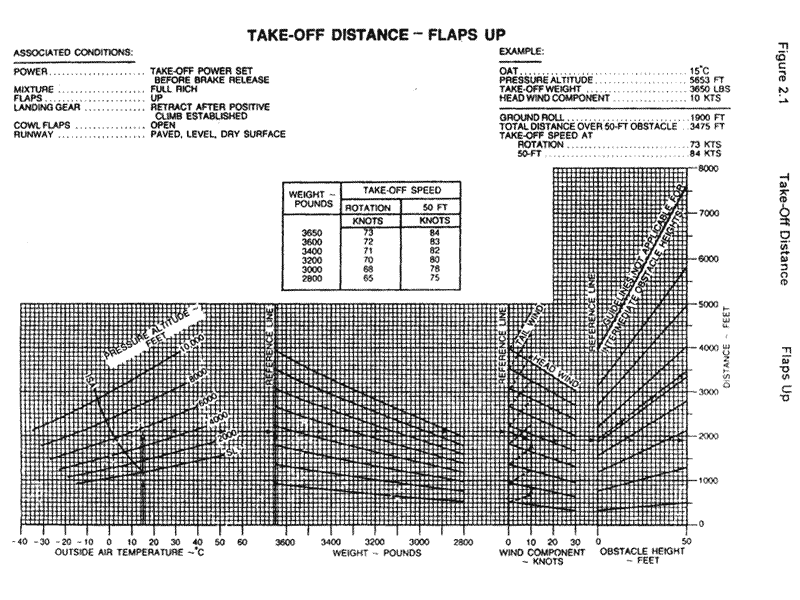 TAKE-OFF DISTANCE – FLAPS UP
ASSOCIATED CONDITIONS:
POWER.................... TAKE-OFF POWER SET
BEFORE BRAKE RELEASE
MIXTURE .................. FULL RICH
FLAPS...................... UP
LANDING GEAR ........... RETRACT AFTER POSITIVE
CLIMB ESTABLISHED
COWL FLAPS .............. OPEN
RUNWAY .................. PAVED, LEVEL, DRY SURFACE
EXAMPLE:
OAT.................................... 15°C
PRESSURE ALTITUDE................... 5653 FT
TAKE-OFF WEIGHT..................... 3650 LBS
HEAD WIND COMPONENT .............. 10 KTS
GROUND ROLL......................... 1900 FT
TOTAL DISTANCE OVER 50-FT OBSTACLE .. 3475 FT
TAKE-OFF SPEED AT
ROTATION......................... 73 KTS
50-FT ............................ 84 KTS
Figure 2.1
Take-Off Distance
Flaps Up
WEIGHT ~ POUNDS TAKE-OFF SPEED
ROTATION 50 FT
KNOTS KNOTS
3650 73 84
3600 72 83
3400 71 82
3200 70 80
3000 68 78
2800 65 75
PRESSURE ALTITUDE ~
FEET
10,000
8000
6000
4000
2000
SL
ISA
REFERENCE LINE
REFERENCE LINE
TAIL WIND
HEAD WIND
REFERENCE LINE
GUIDELINES NOT APPLICABLE FOR
INTERMEDIATE OBSTACLE HEIGHTS
8000
7000
6000
5000
4000
3000
2000
1000
0
DISTANCE ~ FEET
-40 -30 -20 -10 0 10 20 30 40 50 60
OUTSIDE AIR TEMPERATURE ~°C
3600 3400 3200 3000 2800
WEIGHT ~ POUNDS
0 10 20 30
WIND COMPONENT
~ KNOTS
0 50
OBSTACLE HEIGHT
~ FEET